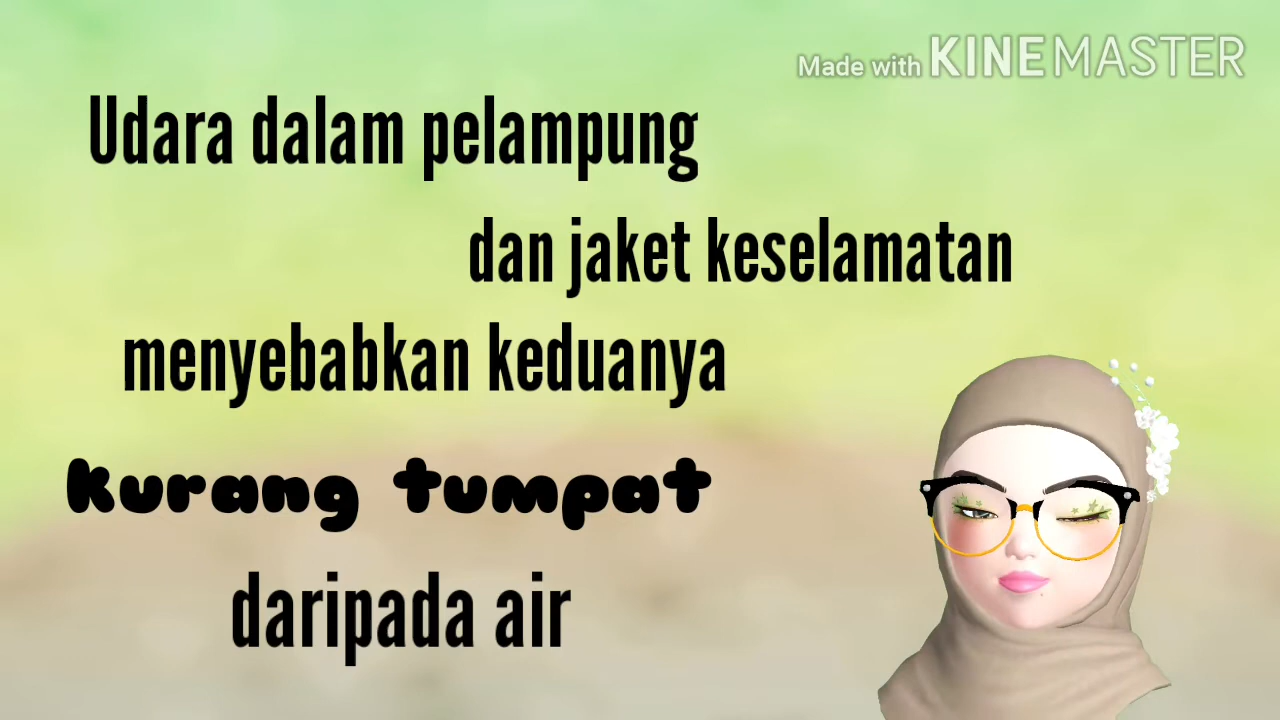 Made with KINEMASTER
Udara dalam pelampung
dan jaket keselamatan
menyebabkan keduanya
Kurang tumpat
daripada air